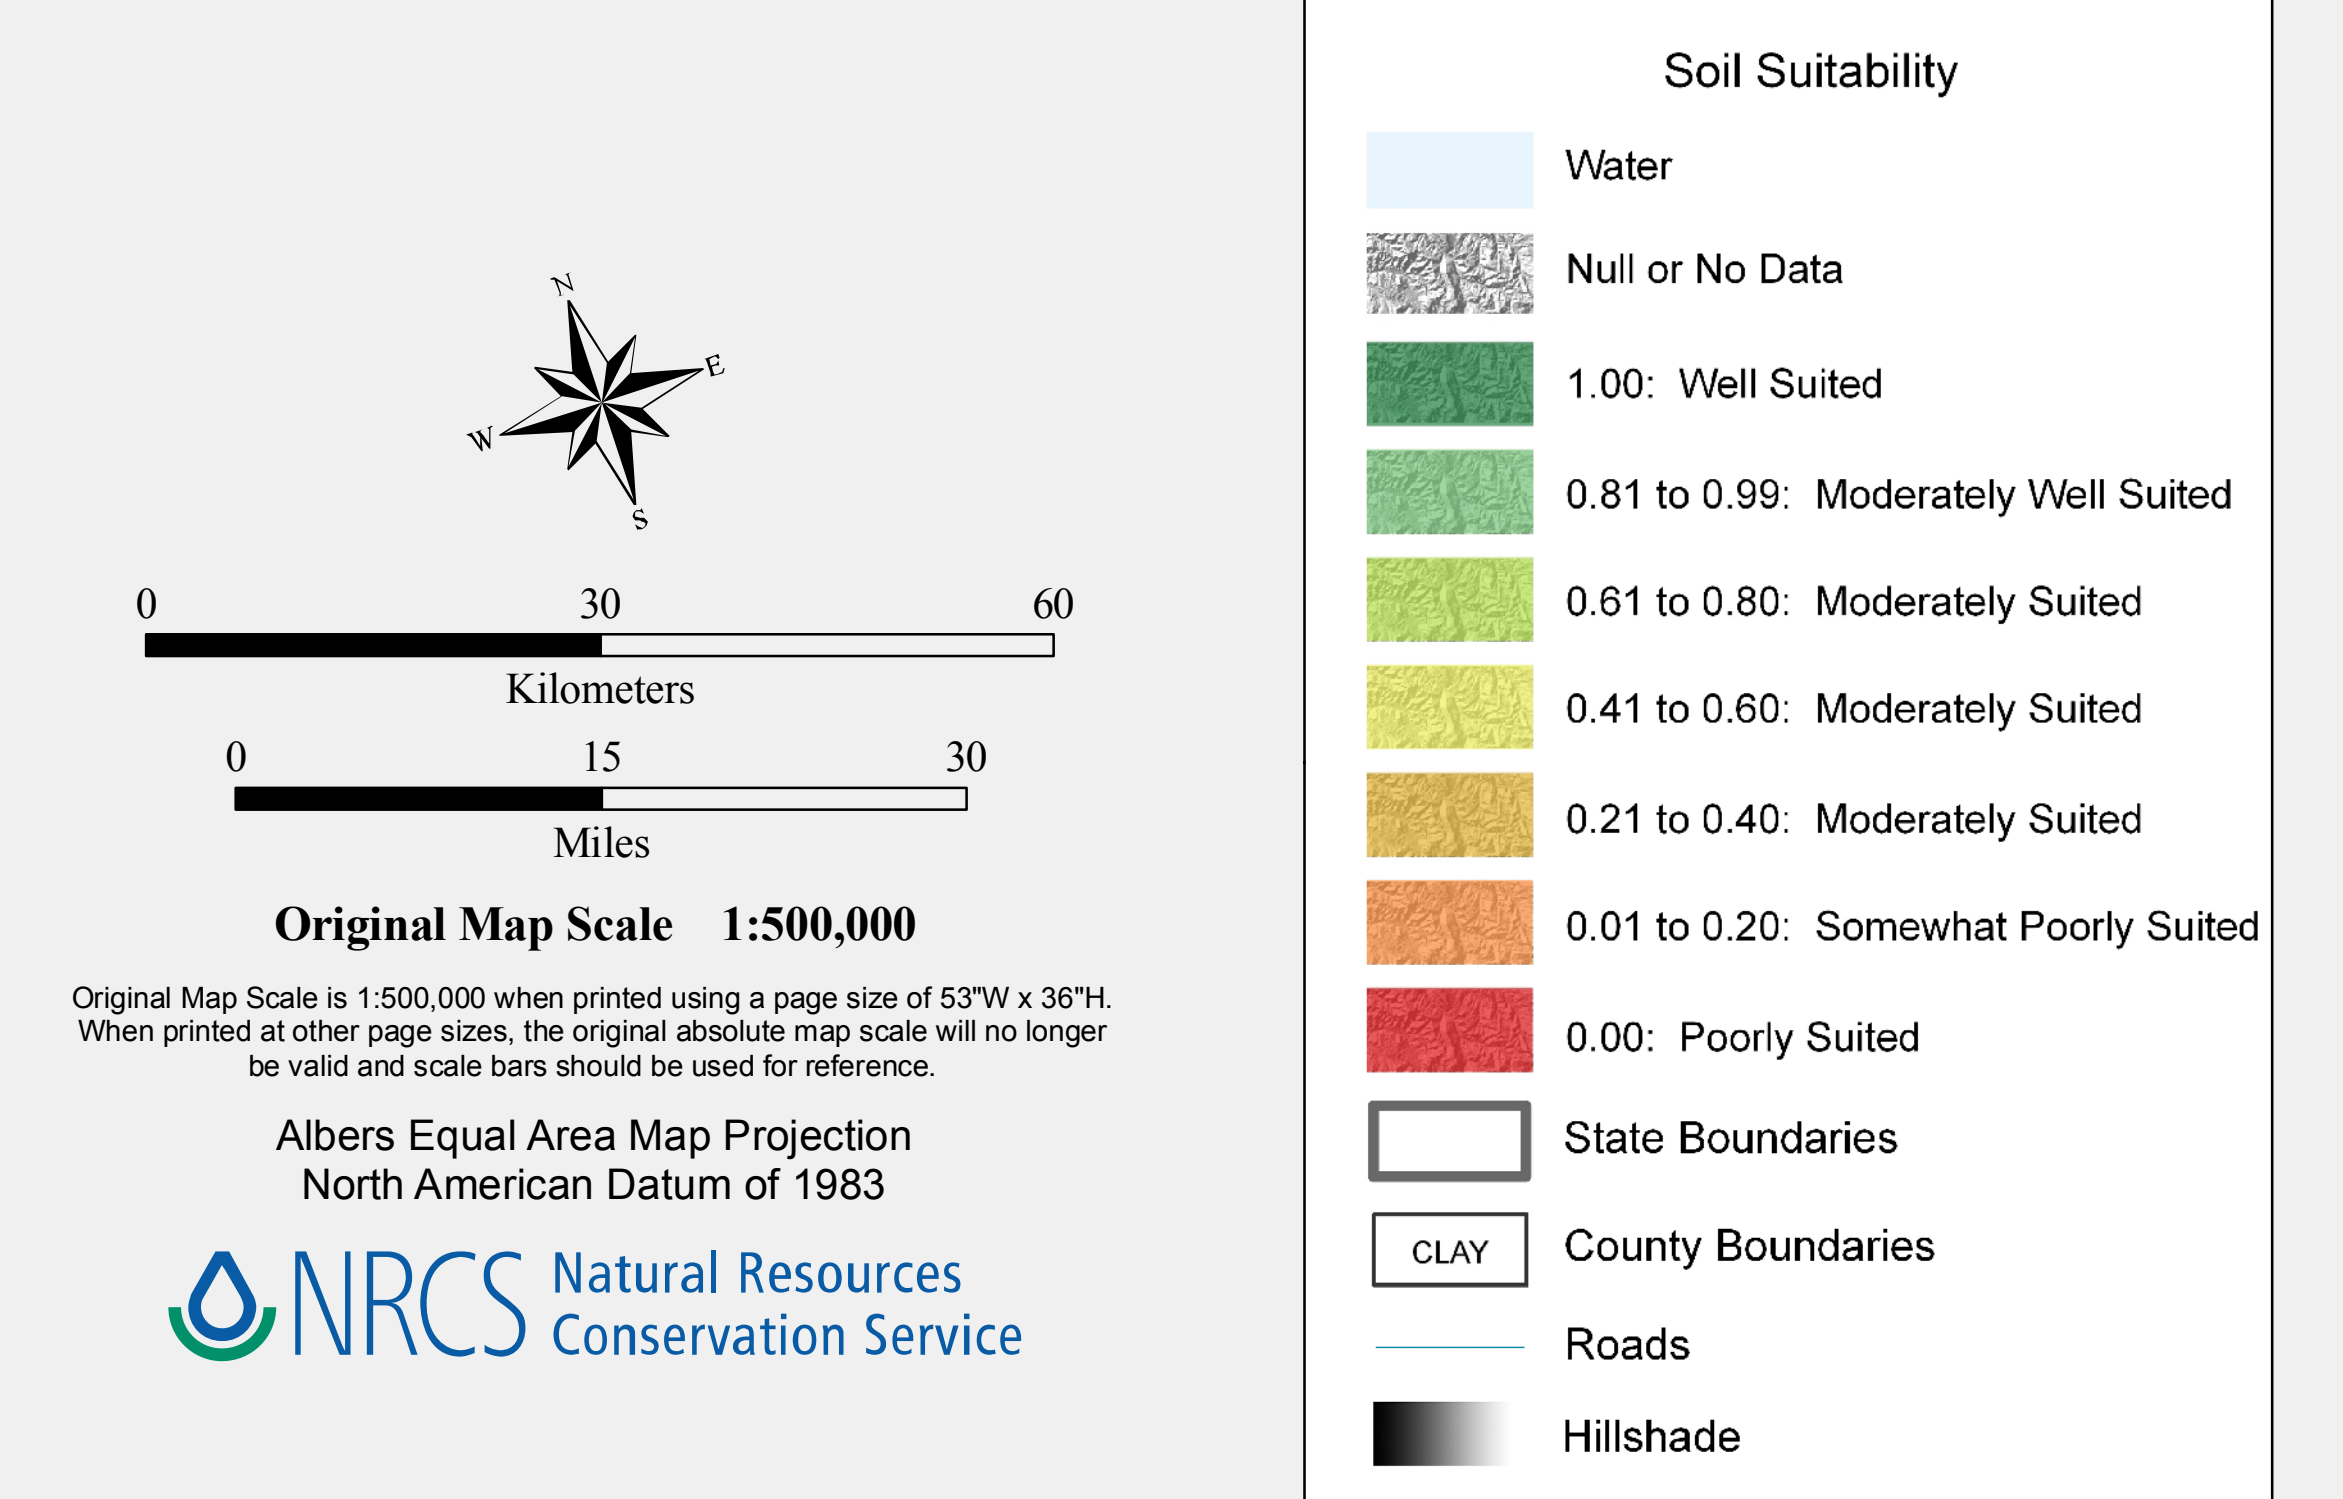 N
E
W
S
0 30 60
Kilometers
0 15 30
Miles
Original Map Scale 1:500,000
Original Map Scale is 1:500,000 when printed using a page size of 53"W x 36"H.
When printed at other page sizes, the original absolute map scale will no longer
be valid and scale bars should be used for reference.
Albers Equal Area Map Projection
North American Datum of 1983
NRCS Natural Resources
Conservation Service
Soil Suitability
Water
Null or No Data
1.00: Well Suited
0.81 to 0.99: Moderately Well Suited
0.61 to 0.80: Moderately Suited
0.41 to 0.60: Moderately Suited
0.21 to 0.40: Moderately Suited
0.01 to 0.20: Somewhat Poorly Suited
0.00: Poorly Suited
State Boundaries
CLAY County Boundaries
Roads
Hillshade